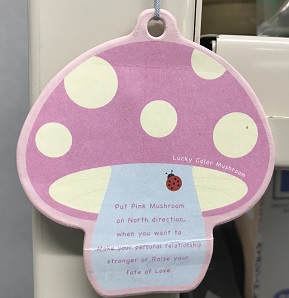 Lucky Color Mushroom
Put Pink Mushroom
on North direction,
when you want to
Make your personal relationship
stronger or Raise your
fate of Love.